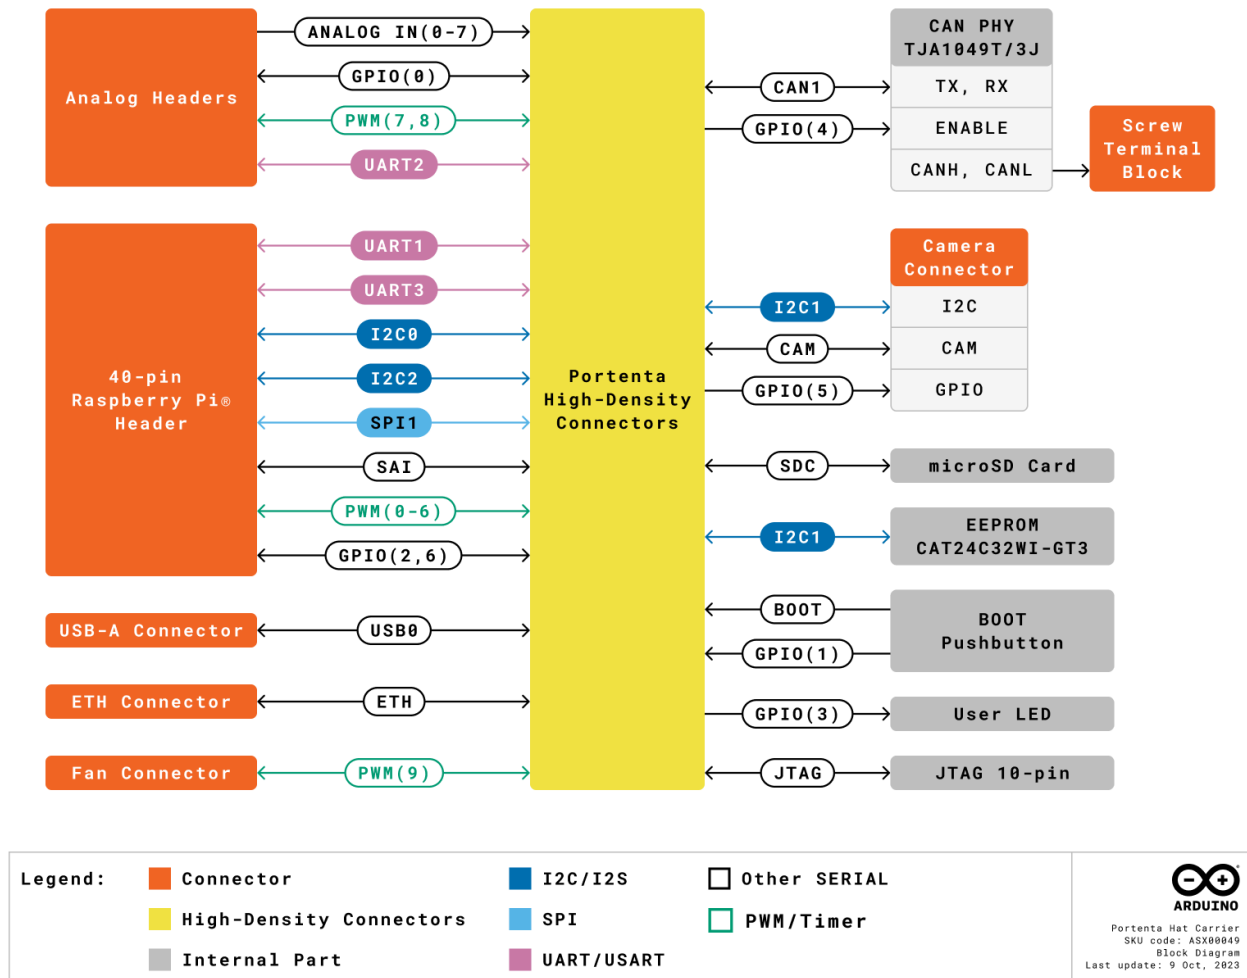 Analog Headers
ANALOG IN(0-7)
GPIO(0)
PWM(7,8)
UART2
40-pin
Raspberry Pi®
Header
UART1
UART3
I2C0
I2C2
SPI1
SAI
PWM(0-6)
GPIO(2,6)
USB-A Connector
USB0
ETH Connector
ETH
Fan Connector
PWM(9)
Portenta
High-Density
Connectors
CAN1
GPIO(4)
CAN PHY
TJA1049T/3J
TX, RX
ENABLE
CANH, CANL
Screw
Terminal
Block
I2C1
CAM
GPIO(5)
Camera
Connector
I2C
CAM
GPIO
SDC
microSD Card
I2C1
EEPROM
CAT24C32WI-GT3
BOOT
GPIO(1)
BOOT
Pushbutton
GPIO(3)
User LED
JTAG
JTAG 10-pin
Legend:
Connector
High-Density Connectors
Internal Part
I2C/I2S
SPI
UART/USART
Other SERIAL
PWM/Timer
ARDUINO
Portenta Hat Carrier
SKU code: ASX00049
Block Diagram
Last update: 9 Oct, 2023